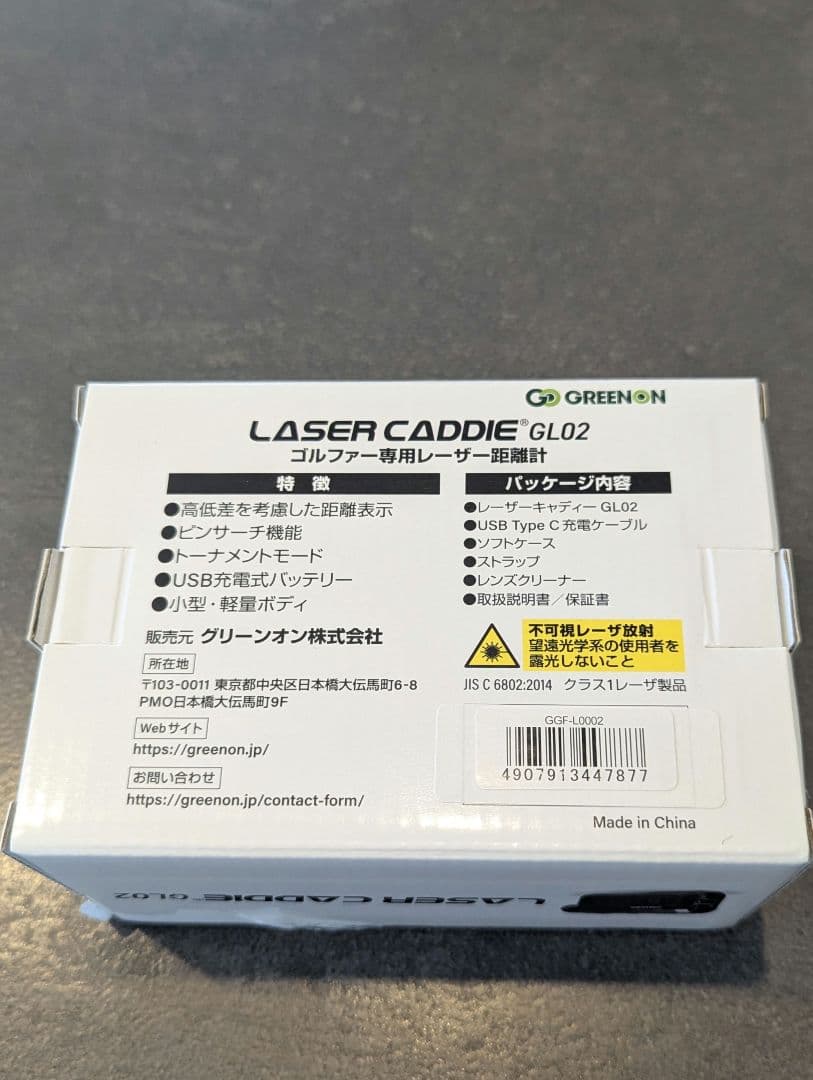 GREENON
LASER CADDIE® GL02
ゴルファー専用レーザー距離計
特 徴
●高低差を考慮した距離表示
●ピンサーチ機能
●トーナメントモード
●USB充電式バッテリー
●小型・軽量ボディ
販売元 グリーンオン株式会社
所在地
〒103-0011 東京都中央区日本橋大伝馬町6-8
PMO日本橋大伝馬町9F
Webサイト
https://greenon.jp/
お問い合わせ
https://greenon.jp/contact-form/
パッケージ内容
●レーザーキャディー GL02
●USB Type C 充電ケーブル
●ソフトケース
●ストラップ
●レンズクリーナー
●取扱説明書／保証書
不可視レーザ放射
望遠光学系の使用者を
露光しないこと
JIS C 6802:2014 クラス1レーザ製品
GGF-L0002
4907913447877
Made in China
LASER CADDIE™ GL02